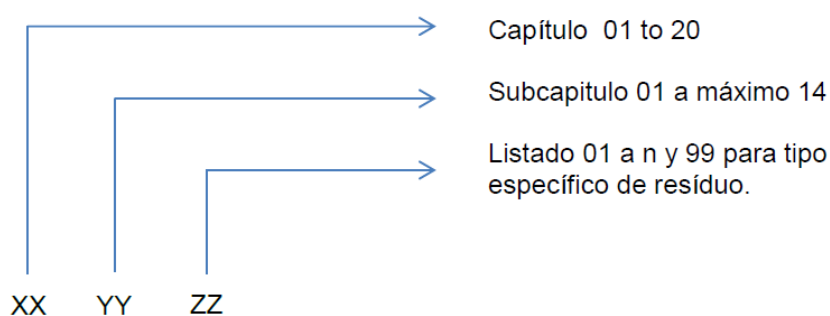 Capítulo 01 to 20
Subcapitulo 01 a máximo 14
Listado 01 a n y 99 para tipo
específico de resíduo.
XX YY ZZ